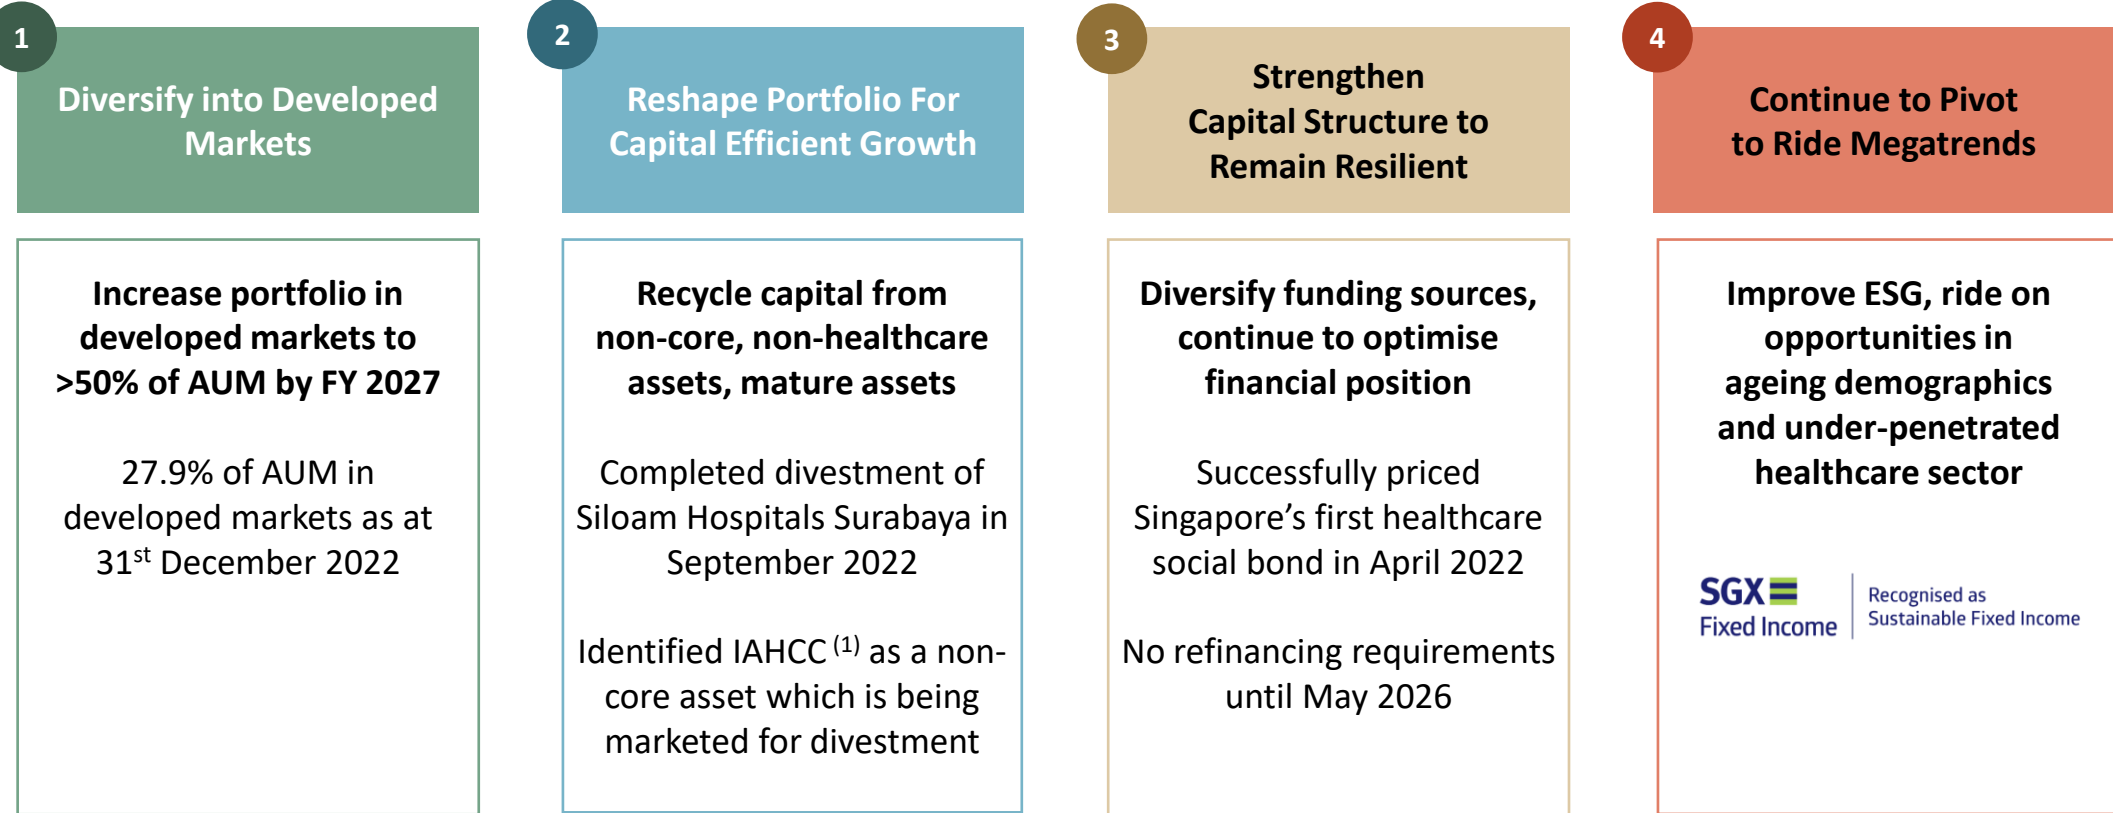 1
Diversify into Developed
Markets
Increase portfolio in
developed markets to
>50% of AUM by FY 2027
27.9% of AUM in
developed markets as at
31st December 2022
2
Reshape Portfolio For
Capital Efficient Growth
Recycle capital from
non-core, non-healthcare
assets, mature assets
Completed divestment of
Siloam Hospitals Surabaya in
September 2022
Identified IAHCC (1) as a non-
core asset which is being
marketed for divestment
3
Strengthen
Capital Structure to
Remain Resilient
Diversify funding sources,
continue to optimise
financial position
Successfully priced
Singapore’s first healthcare
social bond in April 2022
No refinancing requirements
until May 2026
4
Continue to Pivot
to Ride Megatrends
Improve ESG, ride on
opportunities in
ageing demographics
and under-penetrated
healthcare sector
SGX
Fixed Income
Recognised as
Sustainable Fixed Income